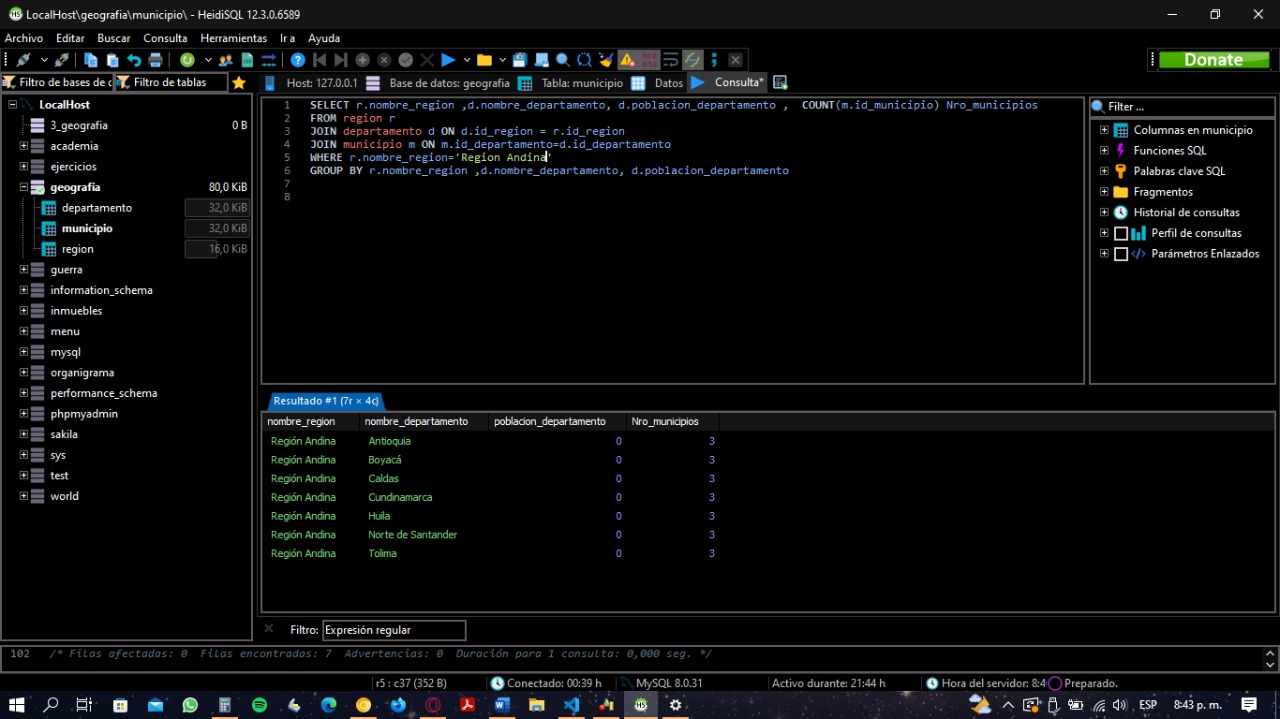 LocalHost\geografia\municipio\ - HeidiSQL 12.3.0.6589
Archivo Editar Buscar Consulta Herramientas Ir a Ayuda
Donate
Filtro de bases de d Filtro de tablas
Host: 127.0.0.1 Base de datos: geografia Tabla: municipio Datos Consulta*
LocalHost
3_geografia 0 B
academia
ejercicios
geografia 80,0 KiB
departamento 32,0 KiB
municipio 32,0 KiB
region 16,0 KiB
guerra
information_schema
inmuebles
menu
mysql
organigrama
performance_schema
phpmyadmin
sakila
sys
test
world
1 SELECT r.nombre_region ,d.nombre_departamento, d.poblacion_departamento , COUNT(m.id_municipio) Nro_municipios
2 FROM region r
3 JOIN departamento d ON d.id_region = r.id_region
4 JOIN municipio m ON m.id_departamento=d.id_departamento
5 WHERE r.nombre_region='Region Andina'
6 GROUP BY r.nombre_region ,d.nombre_departamento, d.poblacion_departamento
7
8
Filter ...
Columnas en municipio
Funciones SQL
Palabras clave SQL
Fragmentos
Historial de consultas
Perfil de consultas
Parámetros Enlazados
Resultado #1 (7r × 4c)
nombre_region nombre_departamento poblacion_departamento Nro_municipios
Región Andina Antioquia 0 3
Región Andina Boyacá 0 3
Región Andina Caldas 0 3
Región Andina Cundinamarca 0 3
Región Andina Huila 0 3
Región Andina Norte de Santander 0 3
Región Andina Tolima 0 3
Filtro: Expresión regular
102 /* Filas afectadas: 0 Filas encontradas: 7 Advertencias: 0 Duración para 1 consulta: 0,000 seg. */
r5 : c37 (352 B) Conectado: 00:39 h MySQL 8.0.31 Activo durante: 21:44 h Hora del servidor: 8:4 Preparado.
ESP 8:43 p. m.